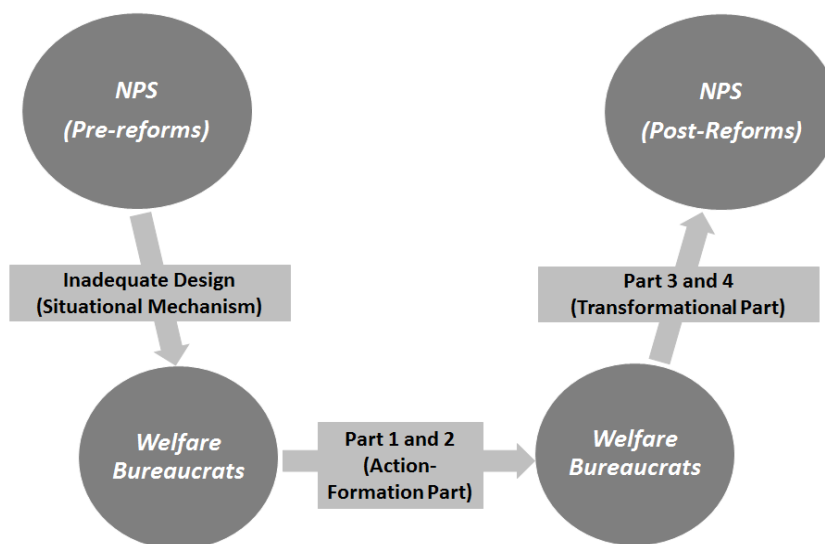 NPS
(Pre-reforms)
NPS
(Post-Reforms)
Inadequate Design
(Situational Mechanism)
Part 3 and 4
(Transformational Part)
Welfare
Bureaucrats
Part 1 and 2
(Action-
Formation Part)
Welfare
Bureaucrats